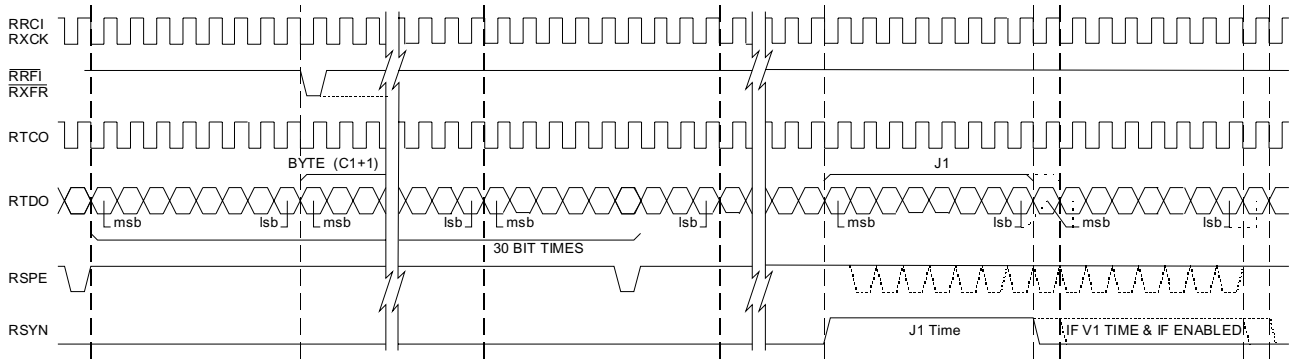 RRCI
RXCK
RRFI
RXFR
RTCO
BYTE (C1+1)
J1
RTDO
msb lsb msb lsb msb lsb msb lsb msb lsb
30 BIT TIMES
RSPE
RSYN
J1 Time
IF V1 TIME & IF ENABLED